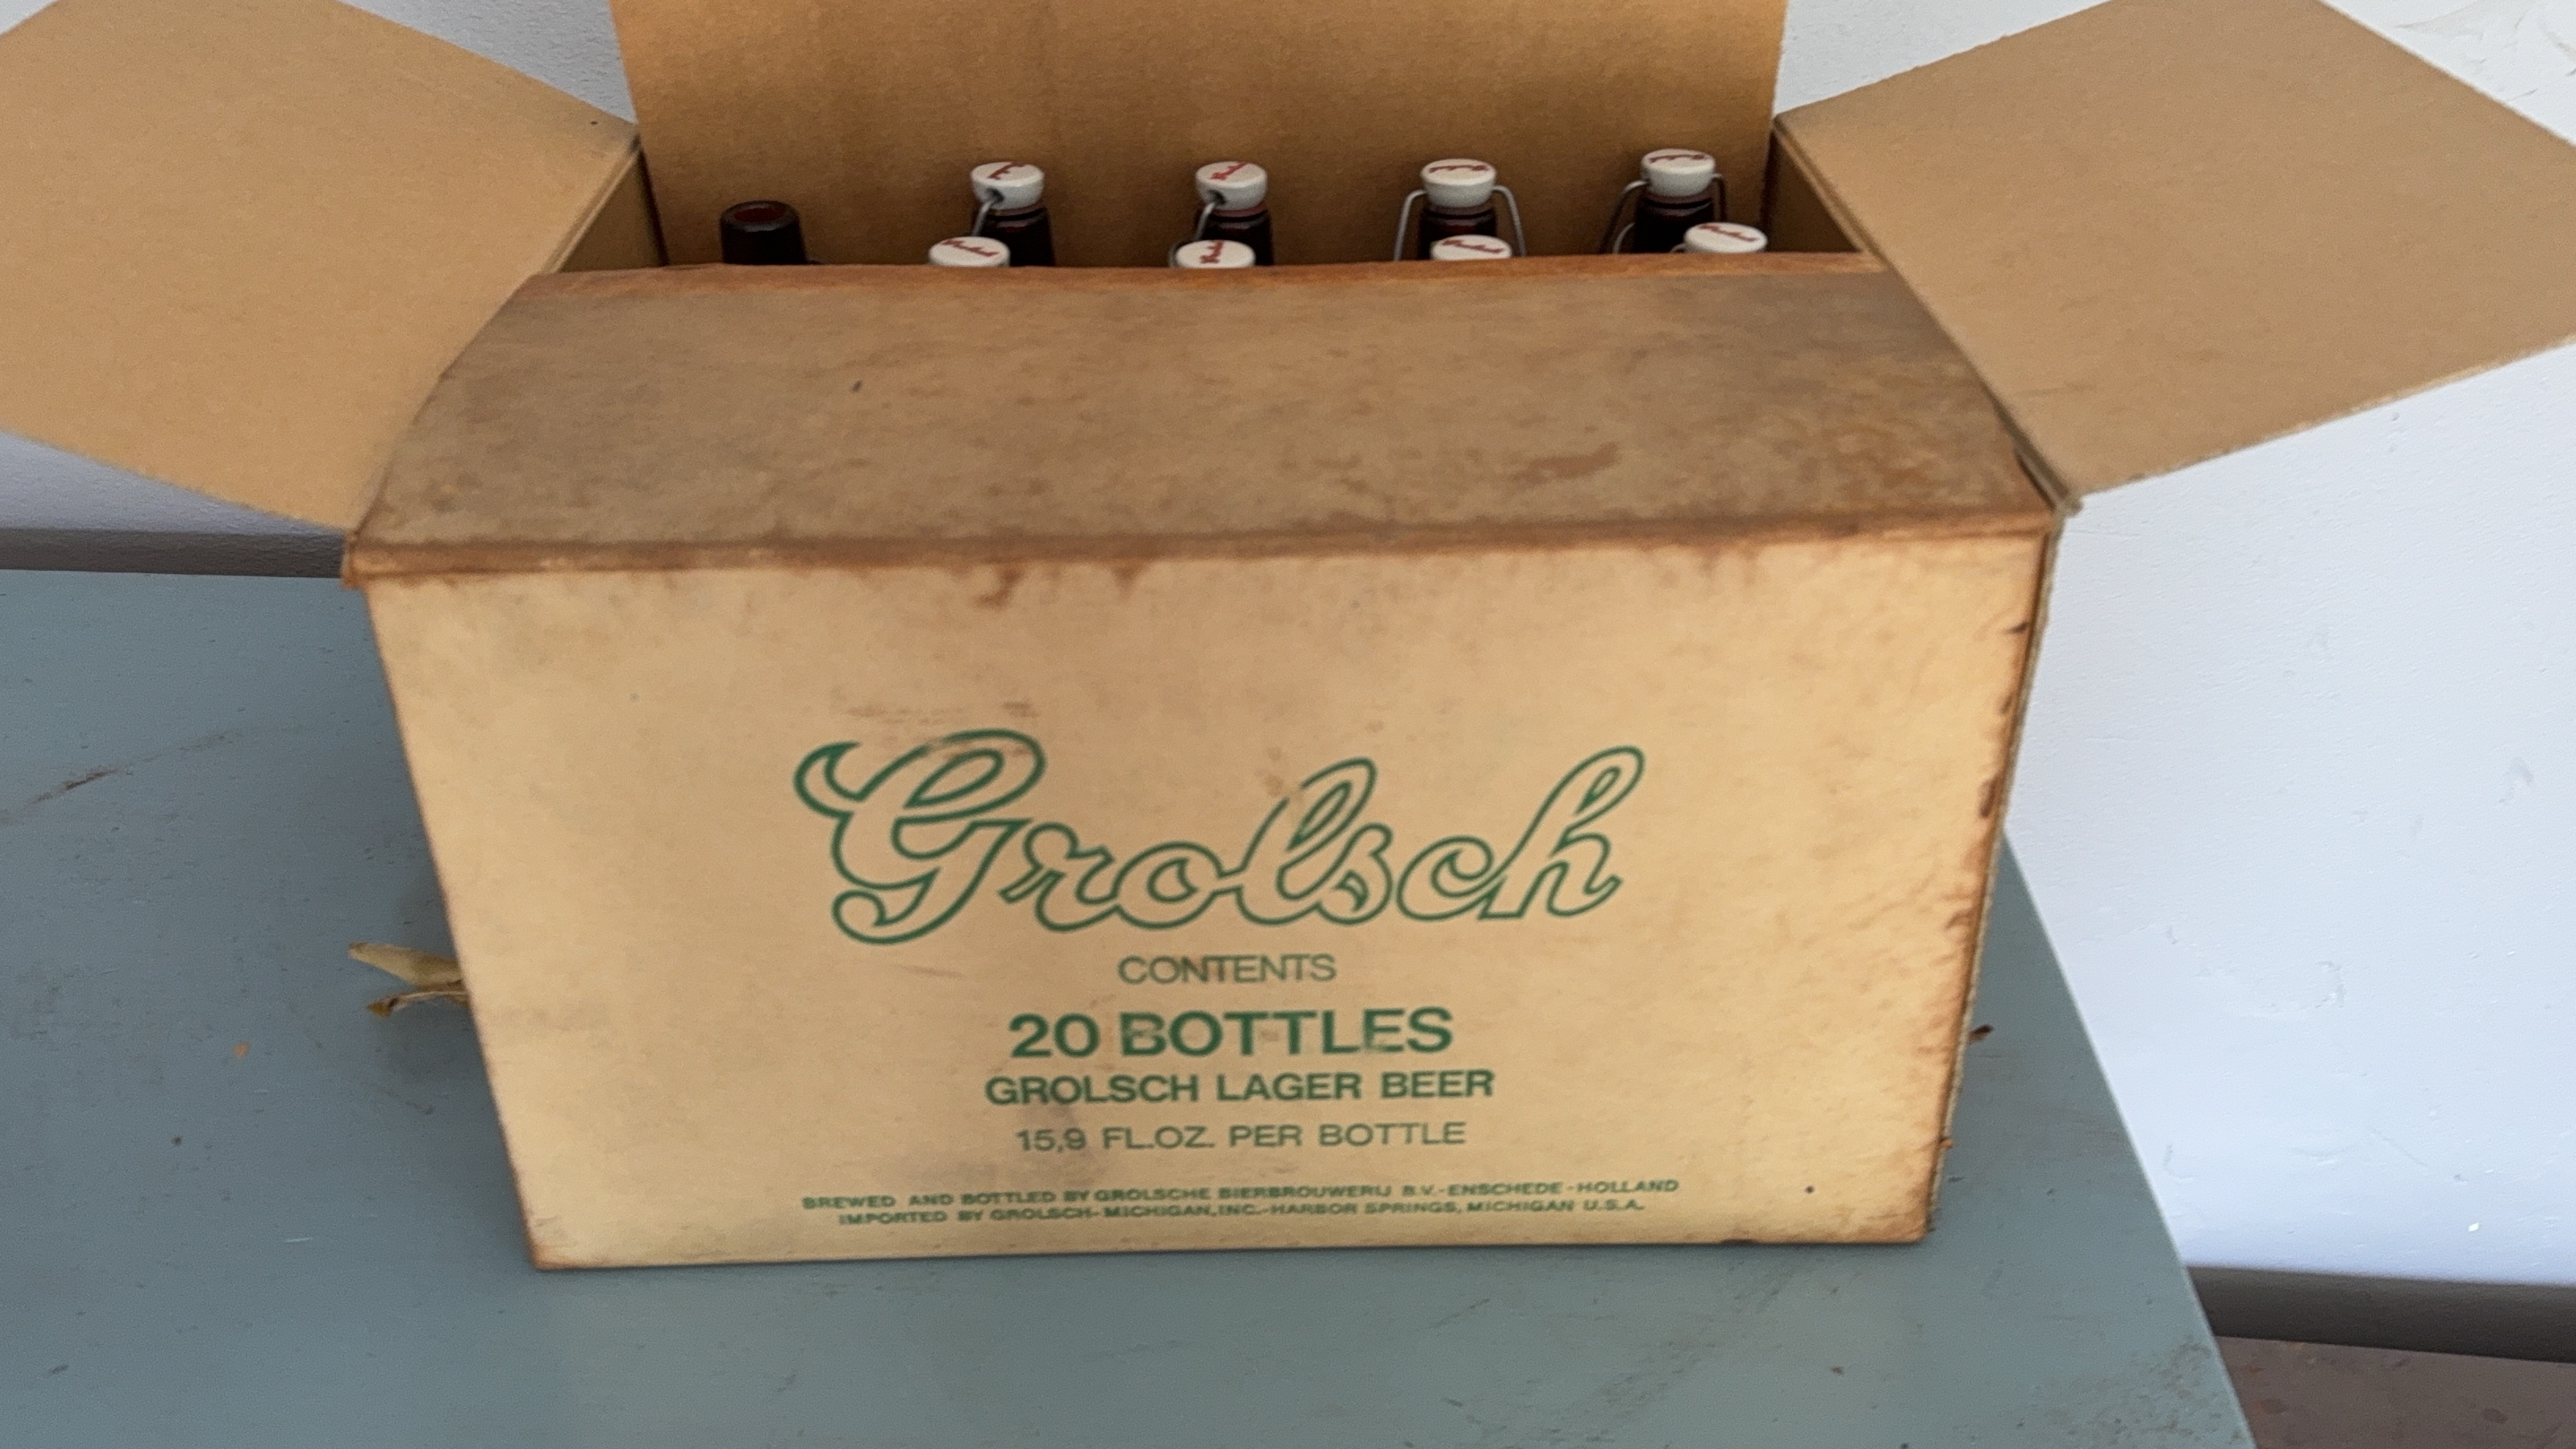 Grolsch
CONTENTS
20 BOTTLES
GROLSCH LAGER BEER
15,9 FL.OZ. PER BOTTLE
BREWED AND BOTTLED BY GROLSCHE BIERBROUWERIJ B.V.-ENSCHEDE-HOLLAND
IMPORTED BY GROLSCH-MICHIGAN,INC.-HARBOR SPRINGS, MICHIGAN U.S.A.